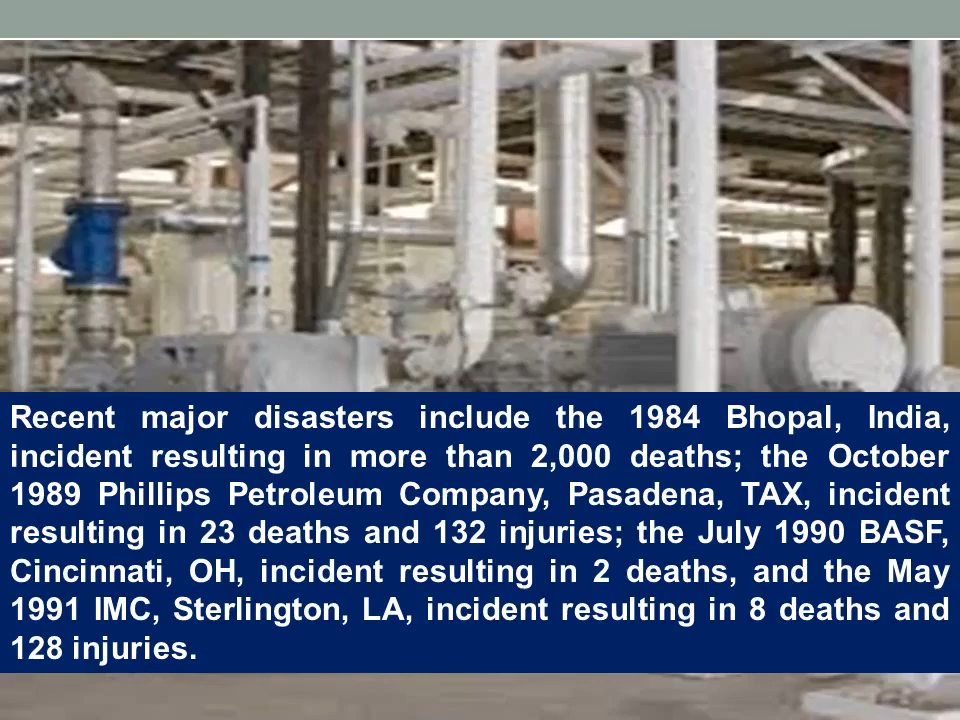 Recent major disasters include the 1984 Bhopal, India,
incident resulting in more than 2,000 deaths; the October
1989 Phillips Petroleum Company, Pasadena, TAX, incident
resulting in 23 deaths and 132 injuries; the July 1990 BASF,
Cincinnati, OH, incident resulting in 2 deaths, and the May
1991 IMC, Sterlington, LA, incident resulting in 8 deaths and
128 injuries.